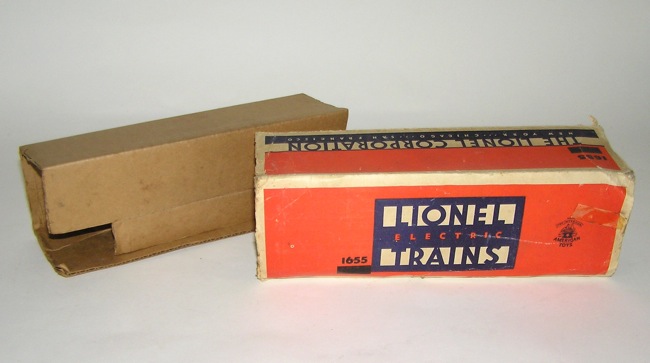 NEW YORK · CHICAGO · SAN FRANCISCO
THE LIONEL CORPORATION
1655
LIONEL
ELECTRIC
TRAINS
1655
AMERICAN
TOYS